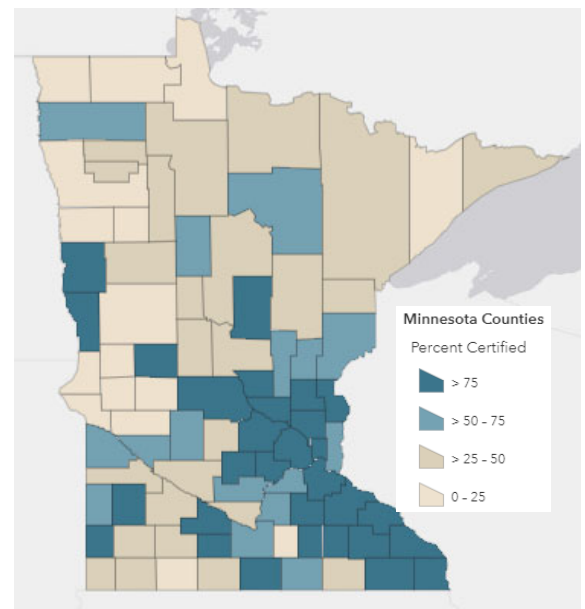 Minnesota Counties
Percent Certified
> 75
> 50 - 75
> 25 - 50
0 - 25